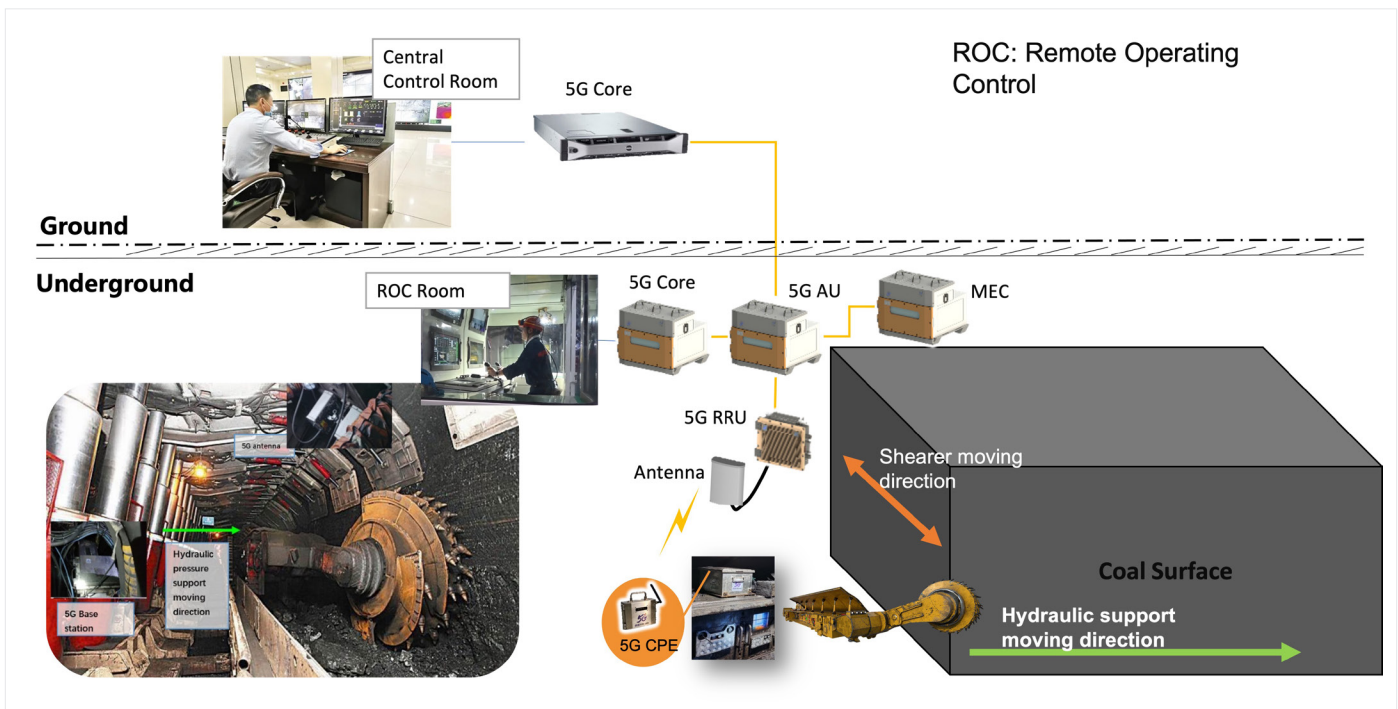 Central
Control Room
5G Core
ROC: Remote Operating
Control
Ground
Underground
ROC Room
5G Core
5G AU
MEC
5G RRU
Antenna
Shearer moving
direction
5G antenna
Hydraulic
pressure
support
moving
direction
5G Base
station
5G
5G CPE
Coal Surface
Hydraulic support
moving direction